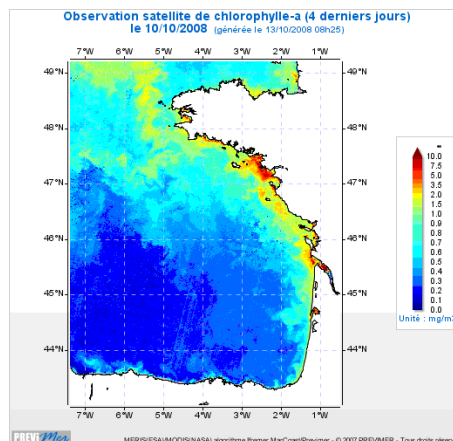 Observation satellite de chlorophylle-a (4 derniers jours)
le 10/10/2008 (générée le 13/10/2008 08h25)
7°W 6°W 5°W 4°W 3°W 2°W 1°W
49°N 49°N
48°N 48°N
47°N 47°N
46°N 46°N
45°N 45°N
44°N 44°N
7°W 6°W 5°W 4°W 3°W 2°W 1°W
10.0
7.5
5.0
3.5
2.0
1.5
1.0
0.9
0.8
0.7
0.6
0.5
0.4
0.3
0.2
0.1
0.0
Unité : mg/m3
PREVIMER
MERIS(ESA)/MODIS(NASA) algorithme Ifremer MarCoast/Previmer - © 2007 PREVIMER - Tous droits réservés